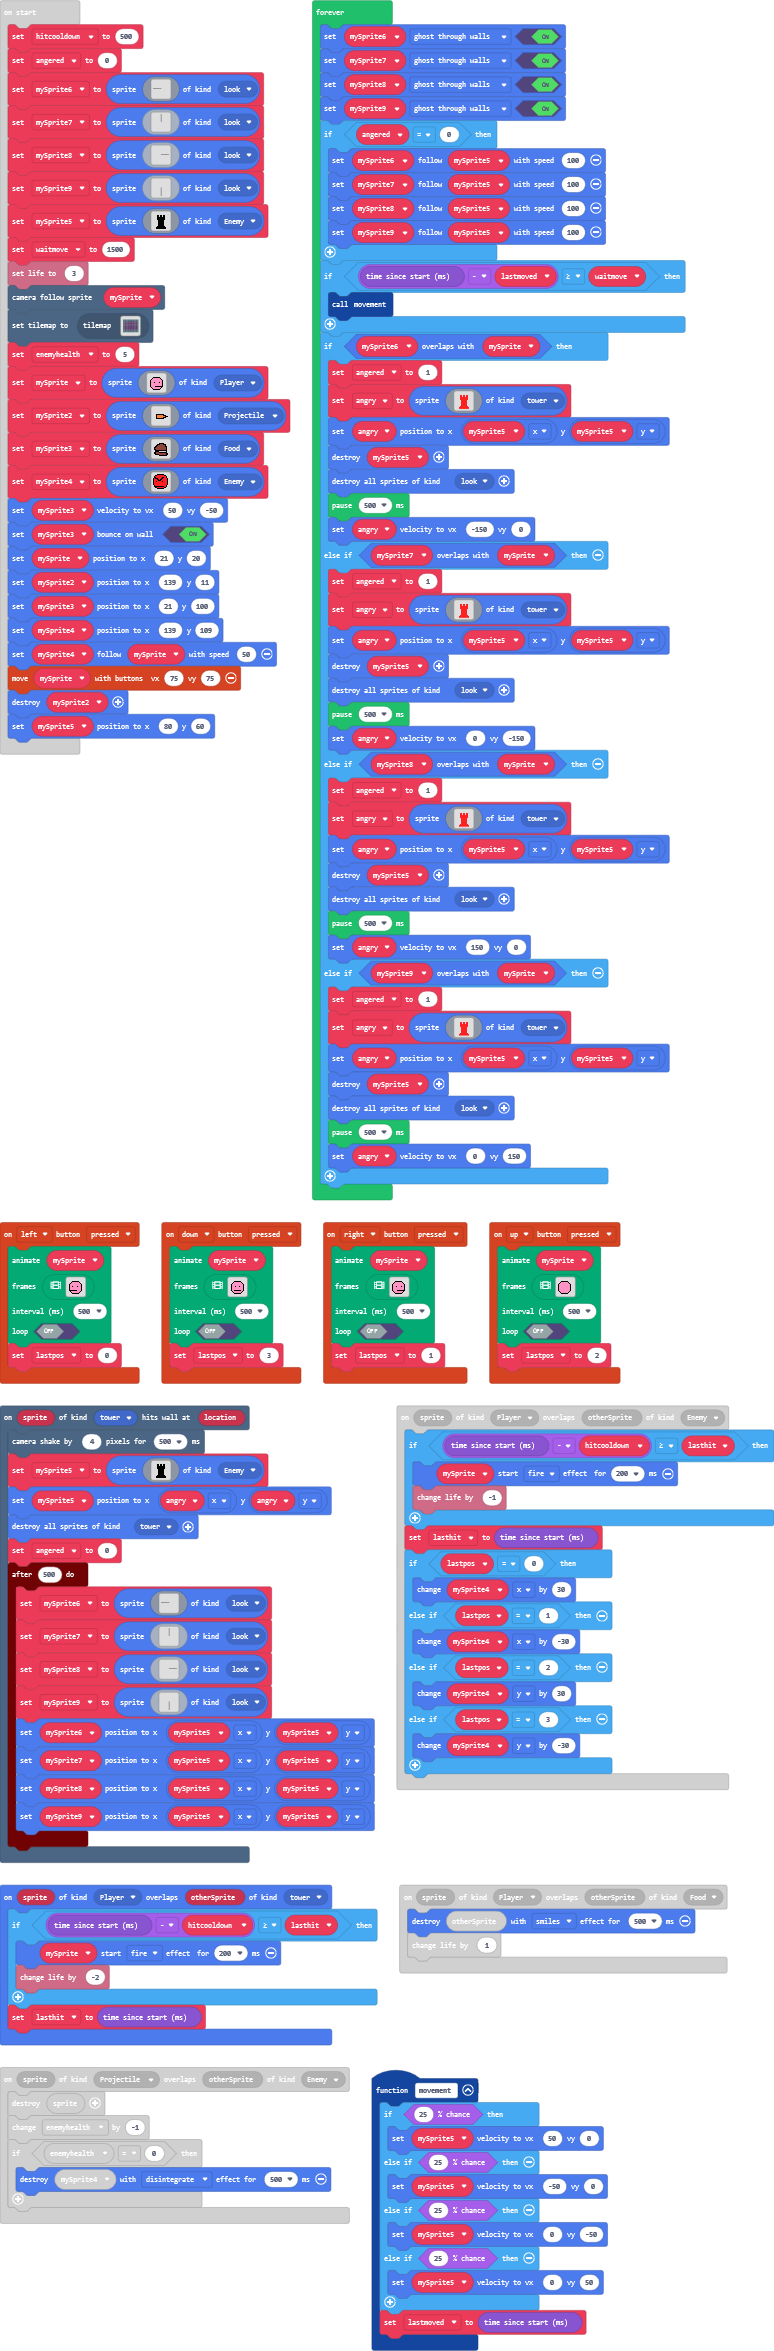 on start
set hitcooldown to 500
set angered to 0
set mySprite6 to sprite of kind look
set mySprite7 to sprite of kind look
set mySprite8 to sprite of kind look
set mySprite9 to sprite of kind look
set mySprite5 to sprite of kind Enemy
set waitmove to 1500
set life to 3
camera follow sprite mySprite
set tilemap to tilemap
set enemyhealth to 5
set mySprite to sprite of kind Player
set mySprite2 to sprite of kind Projectile
set mySprite3 to sprite of kind Food
set mySprite4 to sprite of kind Enemy
set mySprite3 velocity to vx 50 vy -50
set mySprite3 bounce on wall ON
set mySprite position to x 21 y 20
set mySprite2 position to x 139 y 11
set mySprite3 position to x 21 y 100
set mySprite4 position to x 139 y 109
set mySprite4 follow mySprite with speed 50
move mySprite with buttons vx 75 vy 75
destroy mySprite2
set mySprite5 position to x 80 y 60
forever
set mySprite6 ghost through walls ON
set mySprite7 ghost through walls ON
set mySprite8 ghost through walls ON
set mySprite9 ghost through walls ON
if angered = 0 then
set mySprite6 follow mySprite5 with speed 100
set mySprite7 follow mySprite5 with speed 100
set mySprite8 follow mySprite5 with speed 100
set mySprite9 follow mySprite5 with speed 100
if time since start (ms) - lastmoved ≥ waitmove then
call movement
if mySprite6 overlaps with mySprite then
set angered to 1
set angry to sprite of kind tower
set angry position to x mySprite5 x y mySprite5 y
destroy mySprite5
destroy all sprites of kind look
pause 500 ms
set angry velocity to vx -150 vy 0
else if mySprite7 overlaps with mySprite then
set angered to 1
set angry to sprite of kind tower
set angry position to x mySprite5 x y mySprite5 y
destroy mySprite5
destroy all sprites of kind look
pause 500 ms
set angry velocity to vx 0 vy -150
else if mySprite8 overlaps with mySprite then
set angered to 1
set angry to sprite of kind tower
set angry position to x mySprite5 x y mySprite5 y
destroy mySprite5
destroy all sprites of kind look
pause 500 ms
set angry velocity to vx 150 vy 0
else if mySprite9 overlaps with mySprite then
set angered to 1
set angry to sprite of kind tower
set angry position to x mySprite5 x y mySprite5 y
destroy mySprite5
destroy all sprites of kind look
pause 500 ms
set angry velocity to vx 0 vy 150
on left button pressed
animate mySprite
frames
interval (ms) 500
loop OFF
set lastpos to 0
on down button pressed
animate mySprite
frames
interval (ms) 500
loop OFF
set lastpos to 3
on right button pressed
animate mySprite
frames
interval (ms) 500
loop OFF
set lastpos to 1
on up button pressed
animate mySprite
frames
interval (ms) 500
loop OFF
set lastpos to 2
on sprite of kind tower hits wall at location
camera shake by 4 pixels for 500 ms
set mySprite5 to sprite of kind Enemy
set mySprite5 position to x angry x y angry y
destroy all sprites of kind tower
set angered to 0
after 500 do
set mySprite6 to sprite of kind look
set mySprite7 to sprite of kind look
set mySprite8 to sprite of kind look
set mySprite9 to sprite of kind look
set mySprite6 position to x mySprite5 x y mySprite5 y
set mySprite7 position to x mySprite5 x y mySprite5 y
set mySprite8 position to x mySprite5 x y mySprite5 y
set mySprite9 position to x mySprite5 x y mySprite5 y
on sprite of kind Player overlaps otherSprite of kind Enemy
if time since start (ms) - hitcooldown ≥ lasthit then
mySprite start fire effect for 200 ms
change life by -1
set lasthit to time since start (ms)
if lastpos = 0 then
change mySprite4 x by 30
else if lastpos = 1 then
change mySprite4 x by -30
else if lastpos = 2 then
change mySprite4 y by 30
else if lastpos = 3 then
change mySprite4 y by -30
on sprite of kind Player overlaps otherSprite of kind tower
if time since start (ms) - hitcooldown ≥ lasthit then
mySprite start fire effect for 200 ms
change life by -2
set lasthit to time since start (ms)
on sprite of kind Player overlaps otherSprite of kind Food
destroy otherSprite with smiles effect for 500 ms
change life by 1
on sprite of kind Projectile overlaps otherSprite of kind Enemy
destroy sprite
change enemyhealth by -1
if enemyhealth = 0 then
destroy mySprite4 with disintegrate effect for 500 ms
function movement
if 25 % chance then
set mySprite5 velocity to vx 50 vy 0
else if 25 % chance then
set mySprite5 velocity to vx -50 vy 0
else if 25 % chance then
set mySprite5 velocity to vx 0 vy -50
else if 25 % chance then
set mySprite5 velocity to vx 0 vy 50
set lastmoved to time since start (ms)